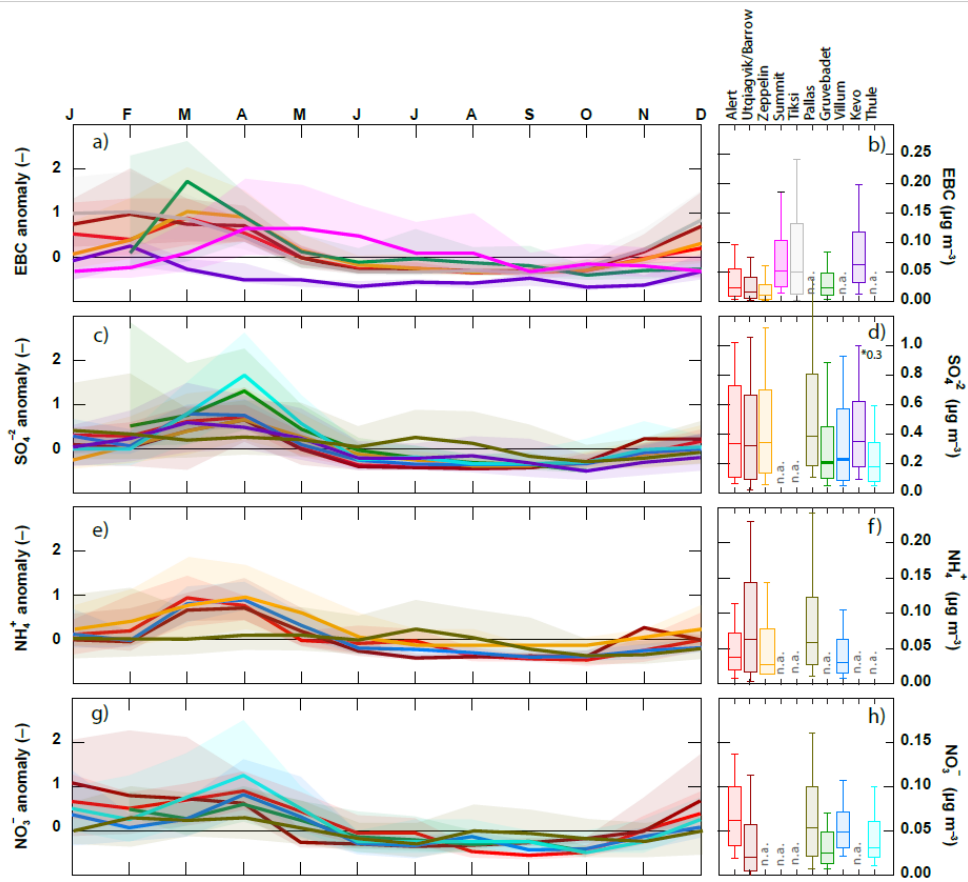 Alert
Utqiagvik/Barrow
Zeppelin
Summit
Tiksi
Pallas
Gruvebadet
Villum
Kevo
Thule
J F M A M J J A S O N D
a)
EBC anomaly (–)
2
1
0
b)
n.a. n.a. n.a.
0.25
0.20
0.15
0.10
0.05
0.00
EBC (µg m⁻³)
c)
SO₄⁻² anomaly (–)
2
1
0
d)
*0.3
n.a. n.a.
1.0
0.8
0.6
0.4
0.2
0.0
SO₄⁻² (µg m⁻³)
e)
NH₄⁺ anomaly (–)
2
1
0
f)
n.a. n.a. n.a. n.a. n.a.
0.20
0.15
0.10
0.05
0.00
NH₄⁺ (µg m⁻³)
g)
NO₃⁻ anomaly (–)
2
1
0
h)
n.a. n.a. n.a. n.a.
0.15
0.10
0.05
0.00
NO₃⁻ (µg m⁻³)